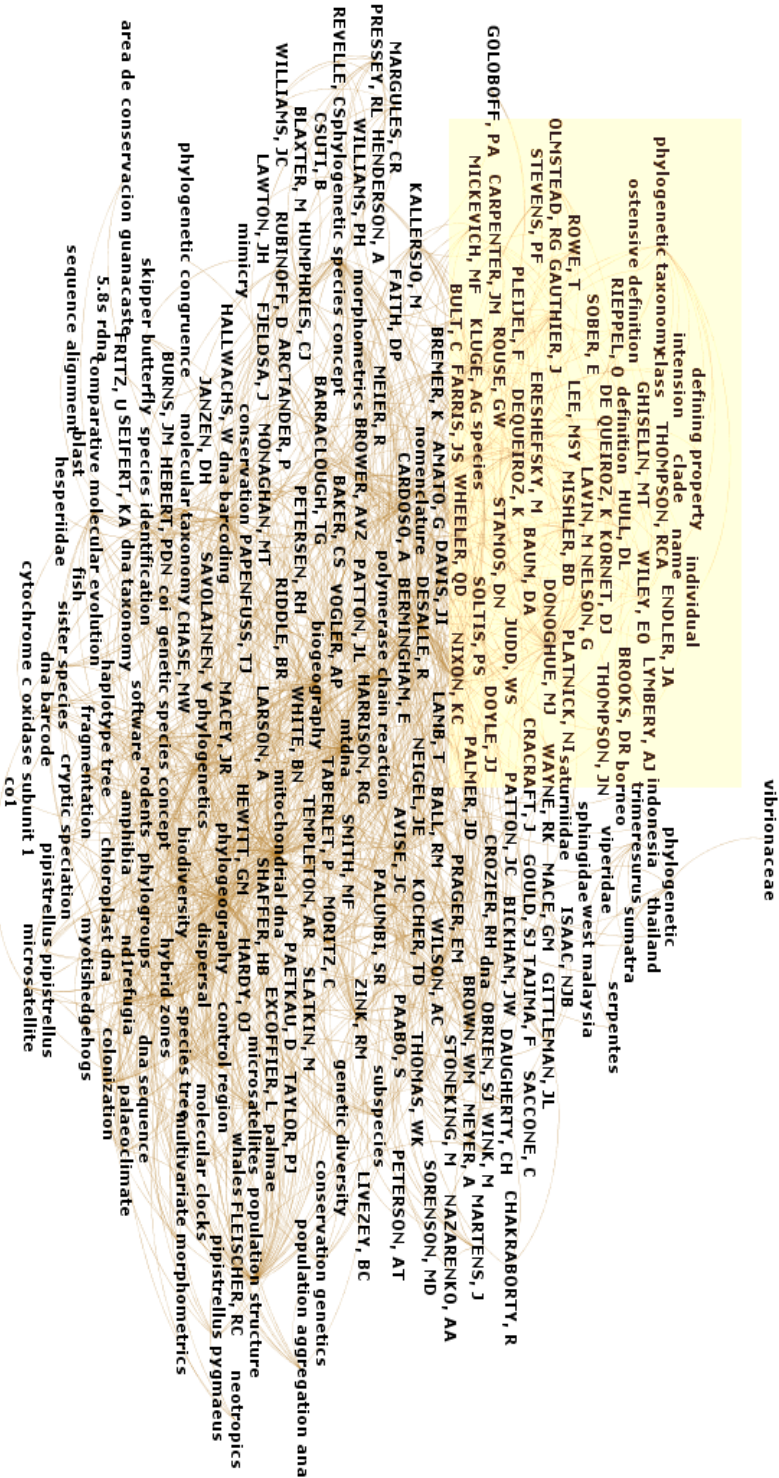 vibrionaceae
defining property
individual
intension
clade
name
ENDLER, JA
phylogenetic
phylogenetic taxonomy
class
THOMPSON, RCA
LYMBERY, AJ
indonesia
thailand
GHISELIN, MT
WILEY, EO
ostensive definition
trimeresurus
sumatra
definition
HULL, DL
BROOKS, DR
borneo
RIEPPEL, O
serpentes
DE QUEIROZ, K
KORNET, DJ
THOMPSON, JN
viperidae
SOBER, E
LAVIN, M
NELSON, G
sphingidae
west malaysia
ROWE, T
LEE, MSY
MISHLER, BD
PLATNICK, NI
saturniidae
ISAAC, NJB
OLMSTEAD, RG
GAUTHIER, J
DONOGHUE, MJ
WAYNE, RK
MACE, GM
GITTLEMAN, JL
STEVENS, PF
ERESHEFSKY, M
BAUM, DA
CRACRAFT, J
GOULD, SJ
TAJIMA, F
SACCONE, C
PLEIJEL, F
DEQUEIROZ, K
JUDD, WS
PATTON, JC
BICKHAM, JW
DAUGHERTY, CH
CHAKRABORTY, R
GOLOBOFF, PA
CARPENTER, JM
ROUSE, GW
STAMOS, DN
DOYLE, JJ
CROZIER, RH
dna
OBRIEN, SJ
WINK, M
MICKEVICH, MF
KLUGE, AG
species
SOLTIS, PS
PALMER, JD
BROWN, WM
MEYER, A
MARTENS, J
BULT, C
FARRIS, JS
WHEELER, QD
NIXON, KC
PRAGER, EM
STONEKING, M
NAZARENKO, AA
BREMER, K
AMATO, G
DAVIS, JI
LAMB, T
BALL, RM
WILSON, AC
SORENSON, MD
KALLERSJO, M
nomenclature
DESALLE, R
NEIGEL, JE
KOCHER, TD
THOMAS, WK
MARGULES, CR
FAITH, DP
CARDOSO, A
BERMINGHAM, E
AVISE, JC
PAABO, S
PETERSON, AT
PRESSEY, RL
HENDERSON, A
MEIER, R
polymerase chain reaction
PALUMBI, SR
subspecies
WILLIAMS, PH
morphometrics
BROWER, AVZ
PATTON, JL
HARRISON, RG
ZINK, RM
LIVEZEY, BC
REVELLE, CS
phylogenetic species concept
BAKER, CS
VOGLER, AP
mtdna
SMITH, MF
genetic diversity
CSUTI, B
BARRACLOUGH, TG
biogeography
TABERLET, P
MORITZ, C
conservation genetics
BLAXTER, M
HUMPHRIES, CJ
PETERSEN, RH
WHITE, BN
TEMPLETON, AR
SLATKIN, M
population aggregation ana
WILLIAMS, JC
RUBINOFF, D
ARCTANDER, P
RIDDLE, BR
mitochondrial dna
PAETKAU, D
TAYLOR, PJ
LAWTON, JH
FJELDSA, J
MONAGHAN, MT
LARSON, A
SHAFFER, HB
EXCOFFIER, L
palmae
mimicry
conservation
PAPENFUSS, TJ
HEWITT, GM
HARDY, OJ
microsatellites
population structure
HALLWACHS, W
dna barcoding
MACEY, JR
phylogeography
control region
whales
FLEISCHER, RC
neotropics
JANZEN, DH
SAVOLAINEN, V
phylogenetics
dispersal
molecular clocks
pipistrellus pygmaeus
phylogenetic congruence
molecular taxonomy
CHASE, MW
biodiversity
species tree
multivariate morphometrics
BURNS, JM
HEBERT, PDN
coi
genetic species concept
hybrid zones
skipper butterfly
species identification
software
rodents
phylogroups
dna sequence
area de conservacion guanacaste
FRITZ, U
SEIFERT, KA
dna taxonomy
amphibia
nd1
refugia
palaeoclimate
5.8s rdna
comparative molecular evolution
haplotype tree
chloroplast dna
colonization
sequence alignment
blast
fish
fragmentation
myotis
hedgehogs
hesperiidae
sister species
cryptic speciation
dna barcode
pipistrellus pipistrellus
cytochrome c oxidase subunit 1
microsatellite
co1